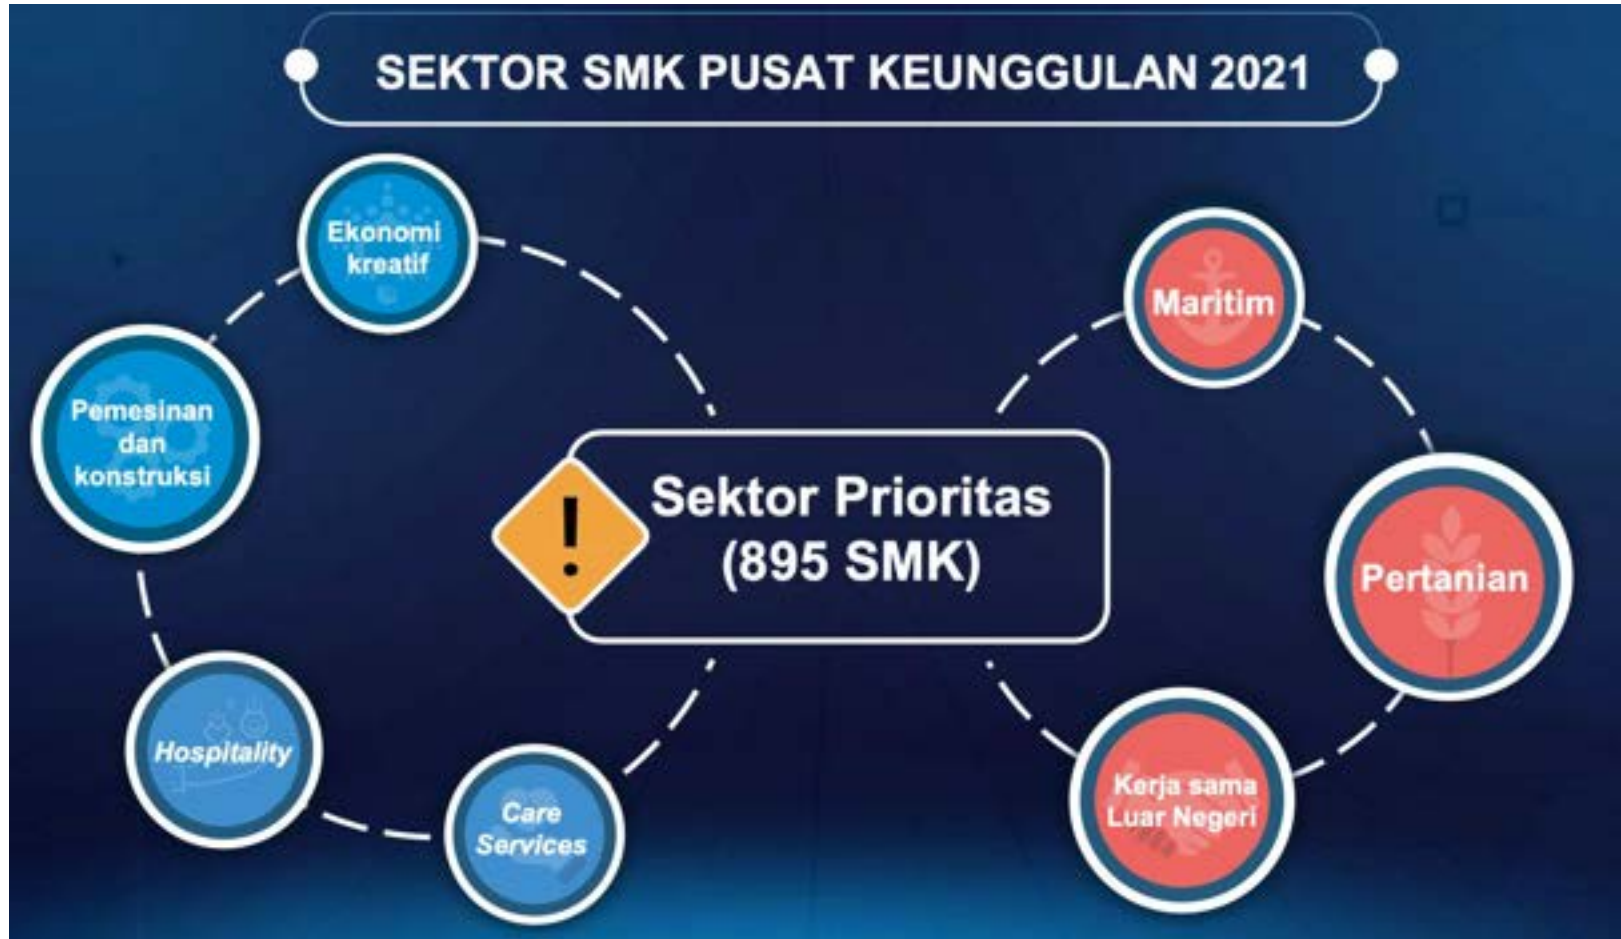 SEKTOR SMK PUSAT KEUNGGULAN 2021
Ekonomi
kreatif
Pemesinan
dan
konstruksi
Hospitality
Care
Services
!
Sektor Prioritas
(895 SMK)
Maritim
Pertanian
Kerja sama
Luar Negeri